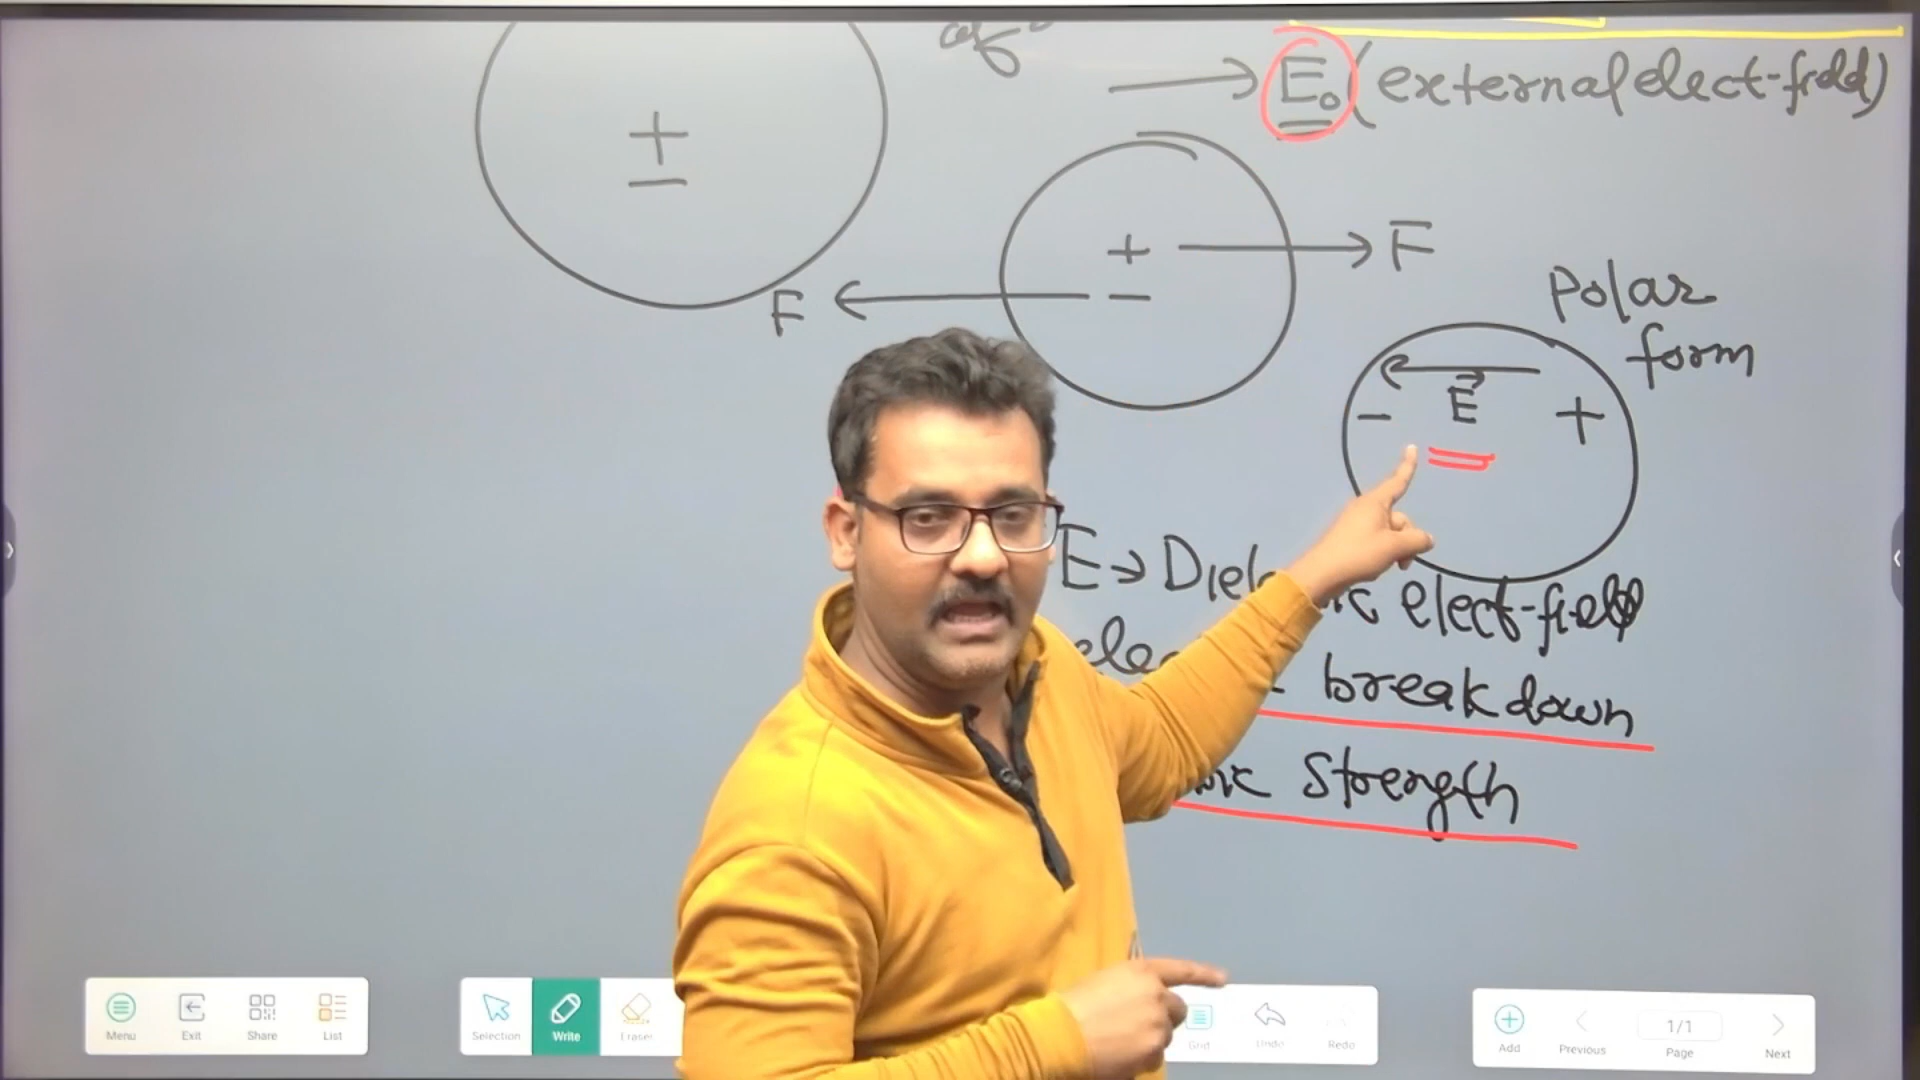 E₀ (external elect-field)
+
−
+ → F
F ← −
Polar
form
E
− +
E → elect-field
breakdown
Strength
Menu Exit Share List
Selection Write Eraser
Grid Undo Redo
Add Previous 1/1 Page Next